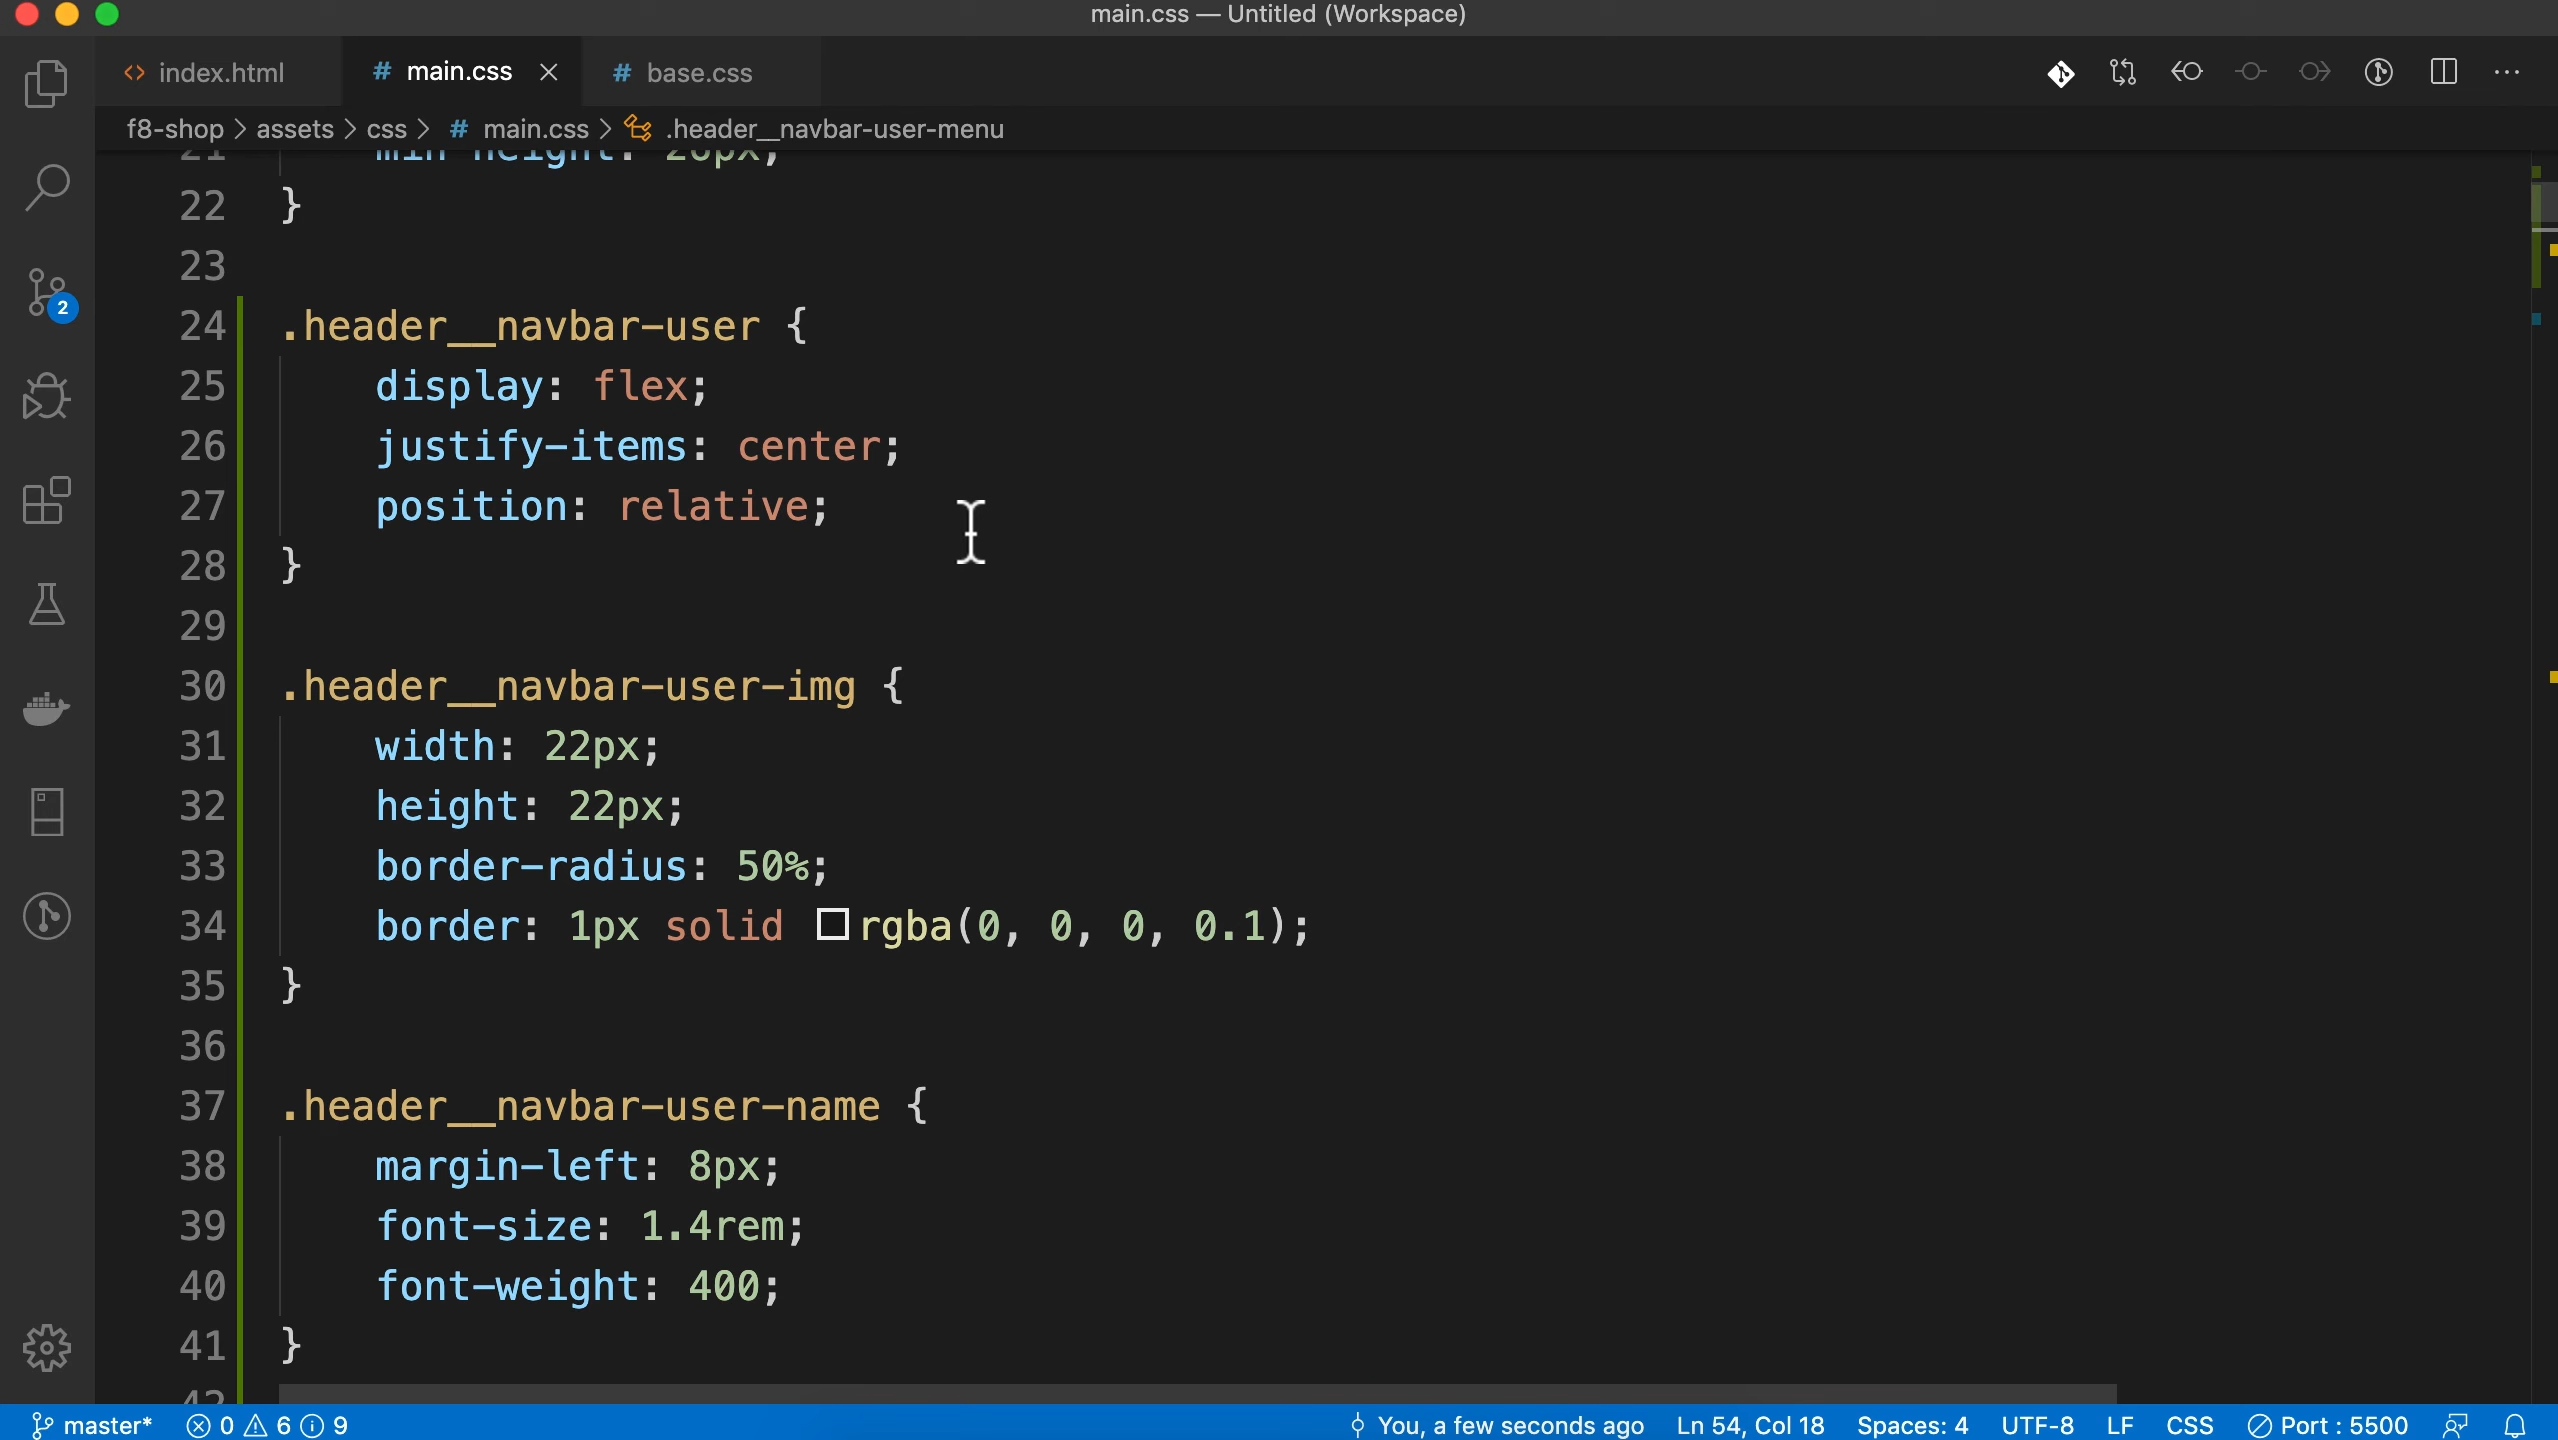 main.css — Untitled (Workspace)
<> index.html
# main.css ×
# base.css
f8-shop > assets > css > # main.css > .header__navbar-user-menu
21 min-height: 26px;
22 }
23
24 .header__navbar-user {
25 display: flex;
26 justify-items: center;
27 position: relative;
28 }
29
30 .header__navbar-user-img {
31 width: 22px;
32 height: 22px;
33 border-radius: 50%;
34 border: 1px solid rgba(0, 0, 0, 0.1);
35 }
36
37 .header__navbar-user-name {
38 margin-left: 8px;
39 font-size: 1.4rem;
40 font-weight: 400;
41 }
42
2
master* 0 6 9 You, a few seconds ago Ln 54, Col 18 Spaces: 4 UTF-8 LF CSS Port : 5500